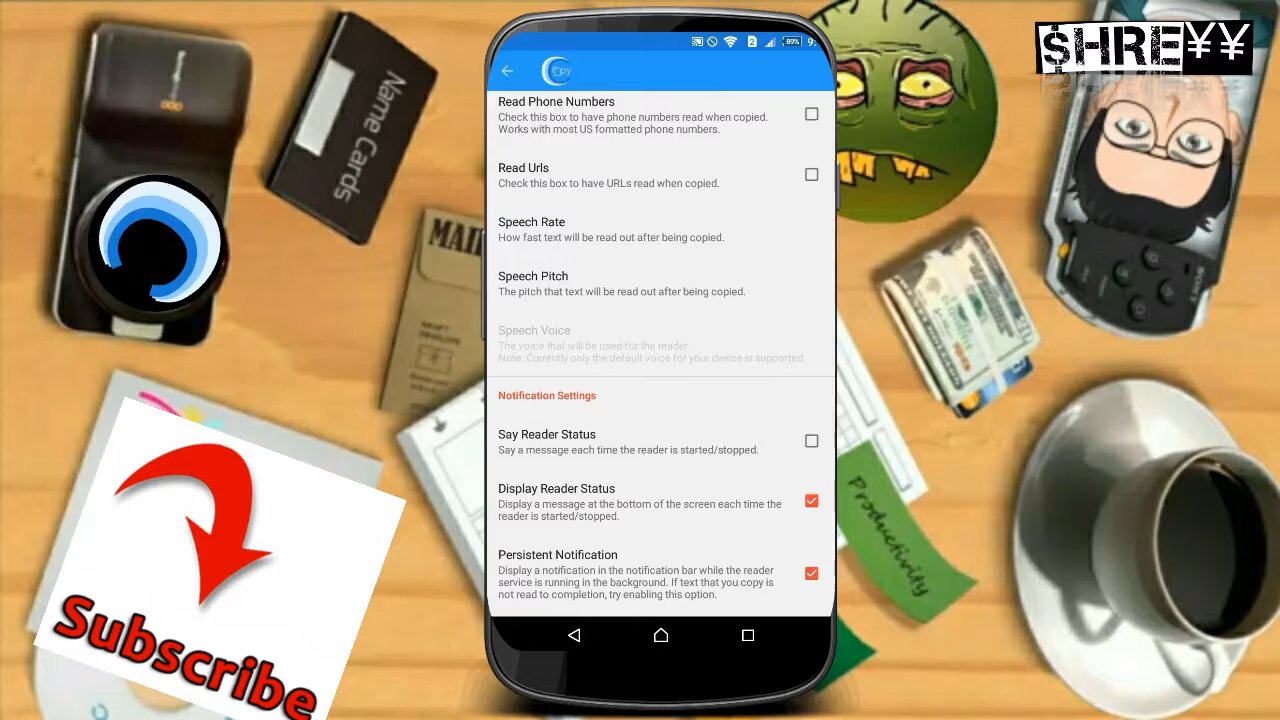 $HRE¥¥
89%
9:
py
Read Phone Numbers
Check this box to have phone numbers read when copied.
Works with most US formatted phone numbers.
Read Urls
Check this box to have URLs read when copied.
Speech Rate
How fast text will be read out after being copied.
Speech Pitch
The pitch that text will be read out after being copied.
Speech Voice
The voice that will be used for the reader
Note: Currently only the default voice for your device is supported.
Notification Settings
Say Reader Status
Say a message each time the reader is started/stopped.
Display Reader Status
Display a message at the bottom of the screen each time the
reader is started/stopped.
Persistent Notification
Display a notification in the notification bar while the reader
service is running in the background. If text that you copy is
not read to completion, try enabling this option.
Name Cards
MAI
Subscribe
Productivity
SONY